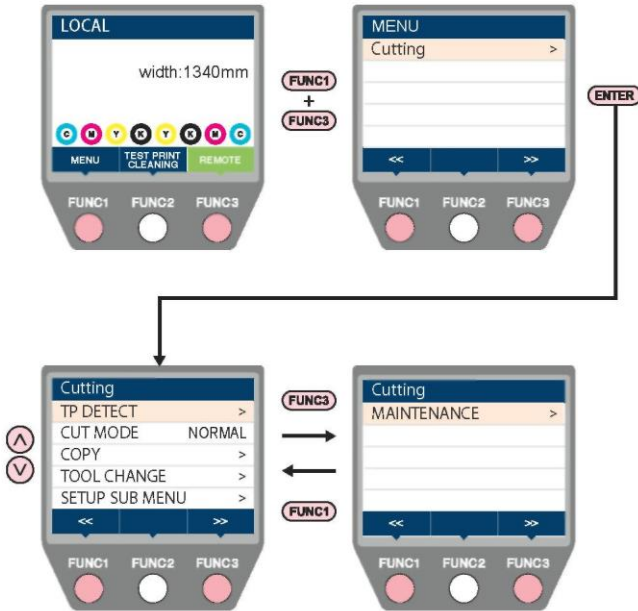 LOCAL
width:1340mm
C M Y K Y K M C
MENU TEST PRINT CLEANING REMOTE
FUNC1 FUNC2 FUNC3
FUNC1
+
FUNC3
MENU
Cutting >
<< >>
FUNC1 FUNC2 FUNC3
ENTER
Cutting
TP DETECT >
CUT MODE NORMAL
COPY >
TOOL CHANGE >
SETUP SUB MENU >
<< >>
FUNC1 FUNC2 FUNC3
FUNC3
FUNC1
Cutting
MAINTENANCE >
<< >>
FUNC1 FUNC2 FUNC3